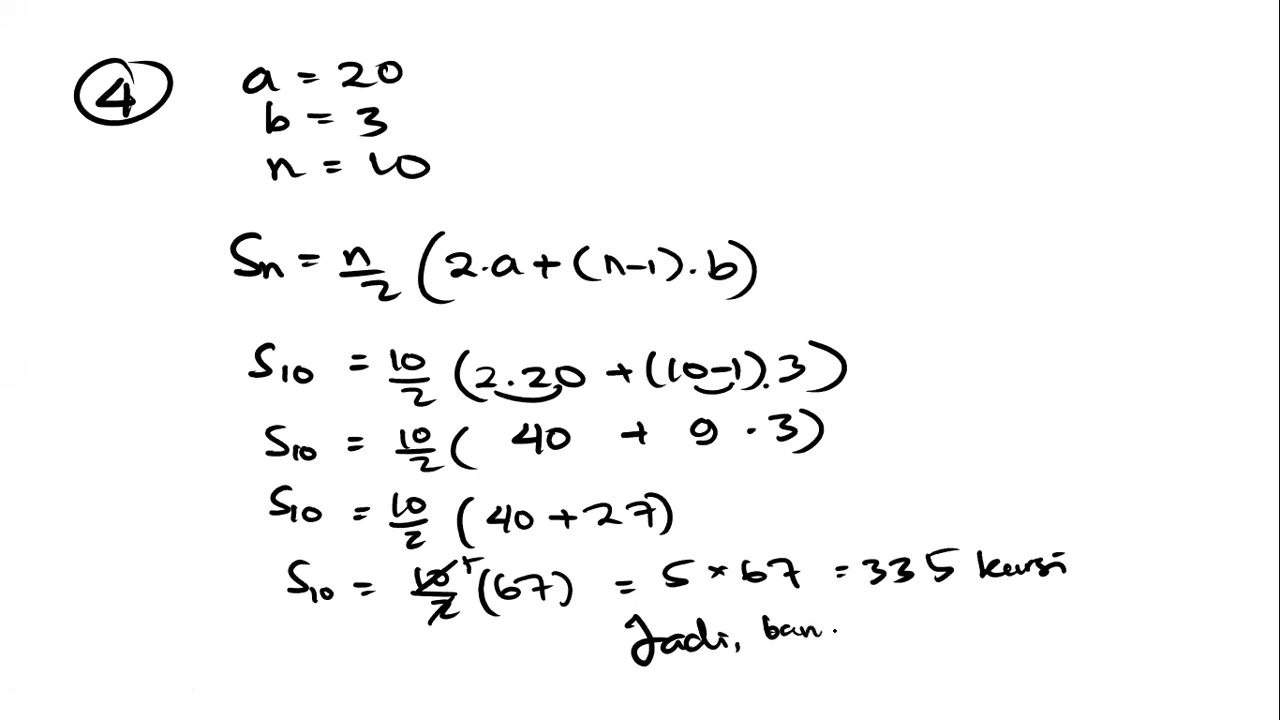 4
a = 20
b = 3
n = 10
Sn = n/2 (2.a + (n-1).b)
S10 = 10/2 (2.20 + (10-1).3)
S10 = 10/2 ( 40 + 9 . 3)
S10 = 10/2 (40 + 27)
S10 = 10/2 5 (67) = 5 × 67 = 335 kursi
Jadi, ban